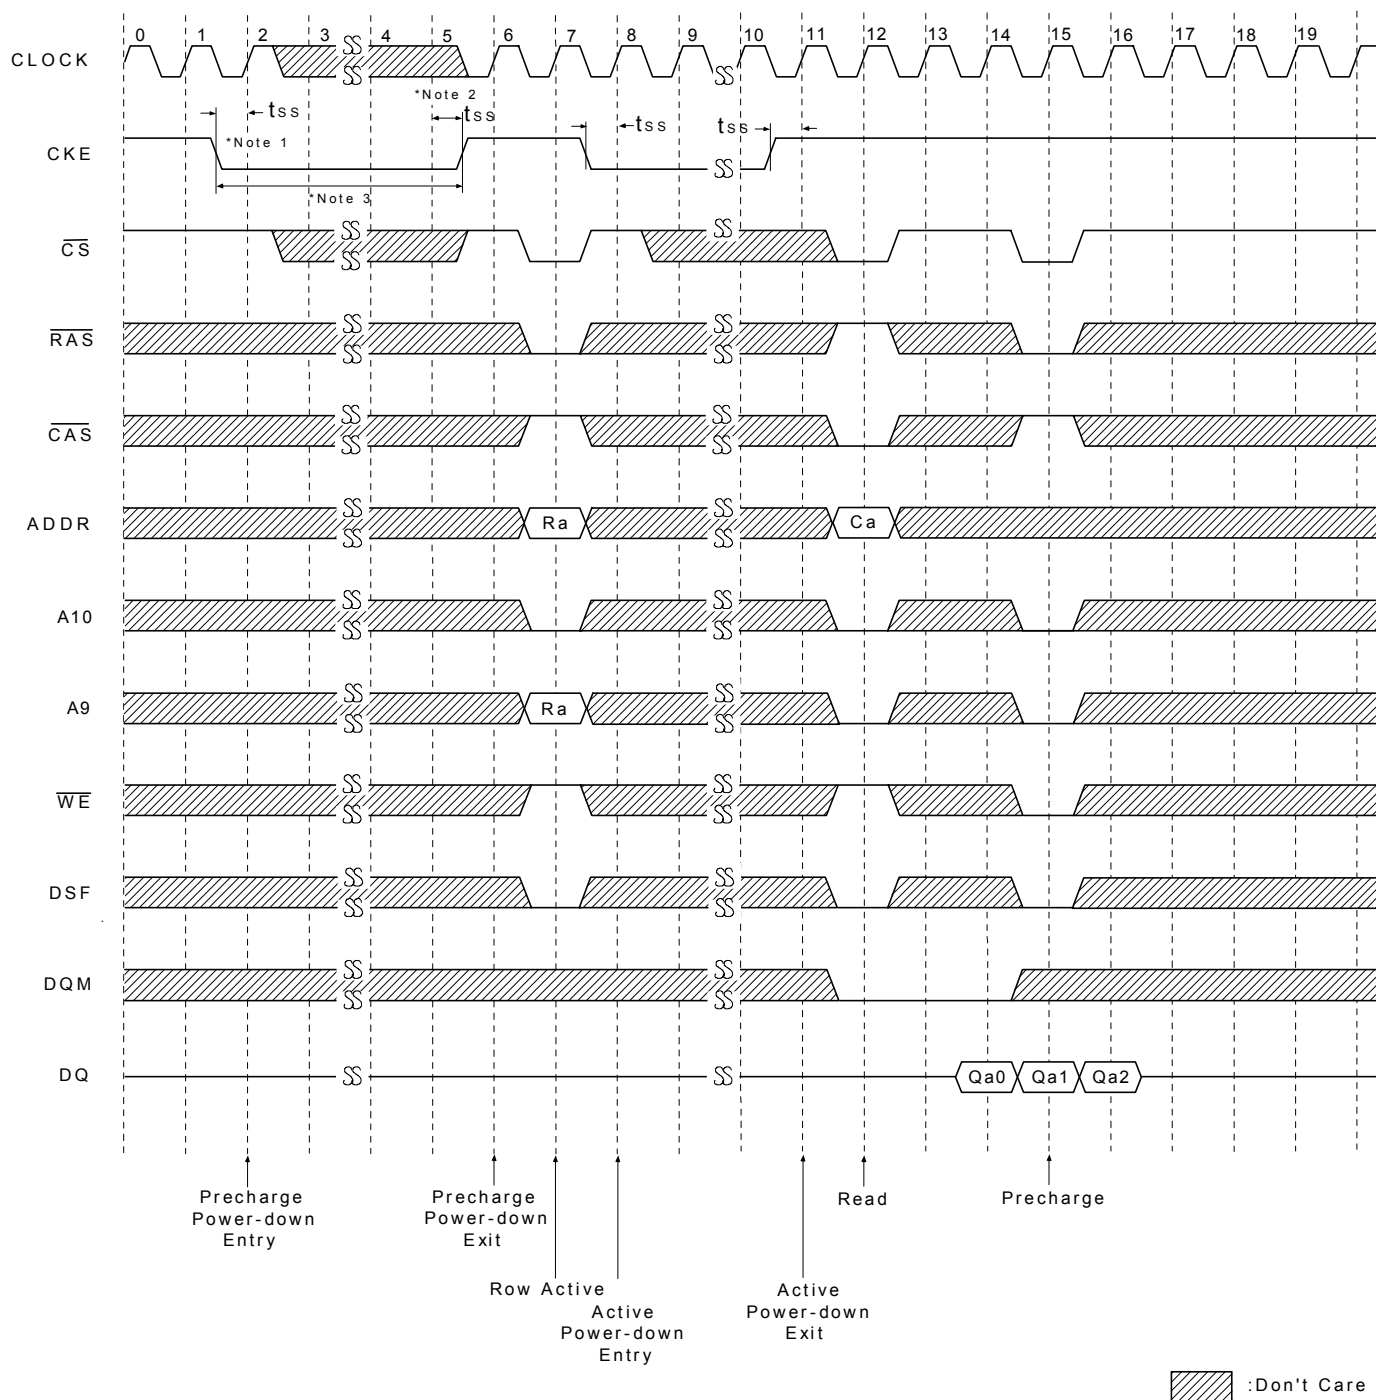 0 1 2 3 4 5 6 7 8 9 10 11 12 13 14 15 16 17 18 19
CLOCK
*Note 2
tss tss tss tss
*Note 1
CKE
*Note 3
CS
RAS
CAS
ADDR Ra Ca
A10
A9 Ra
WE
DSF
DQM
DQ Qa0 Qa1 Qa2
Precharge
Power-down
Entry
Precharge
Power-down
Exit
Row Active
Active
Power-down
Entry
Active
Power-down
Exit
Read
Precharge
:Don't Care